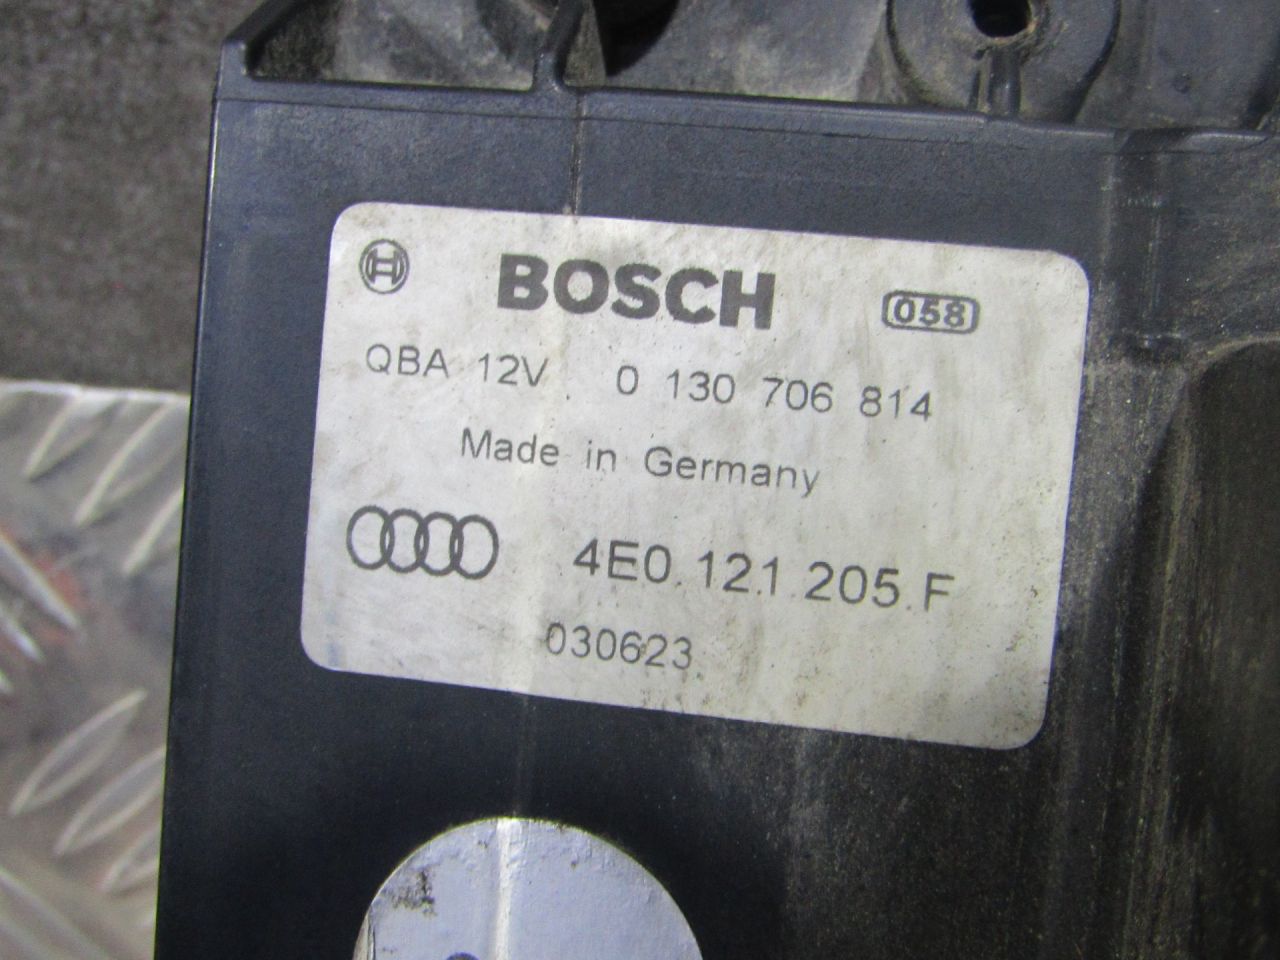 BOSCH 058
QBA 12V 0 130 706 814
Made in Germany
4E0.121.205.F
030623